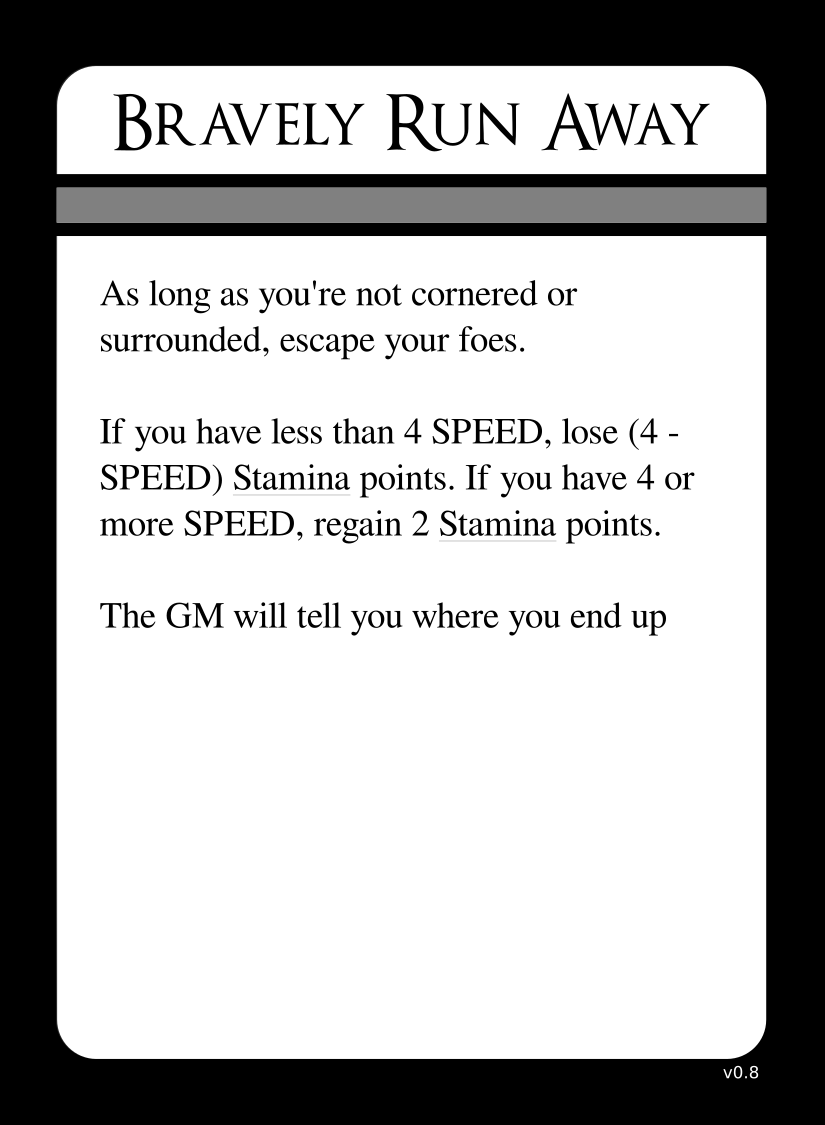 Bravely Run Away
As long as you're not cornered or
surrounded, escape your foes.
If you have less than 4 SPEED, lose (4 -
SPEED) Stamina points. If you have 4 or
more SPEED, regain 2 Stamina points.
The GM will tell you where you end up
v0.8